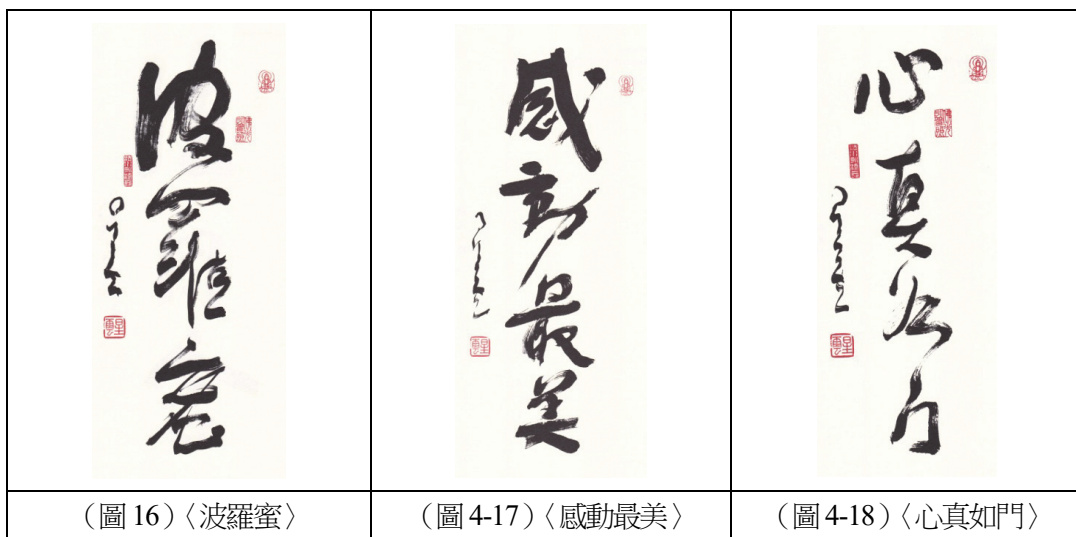 波羅蜜
感動最美
心真如門
(圖 16)〈波羅蜜〉
(圖 4-17)〈感動最美〉
(圖 4-18)〈心真如門〉